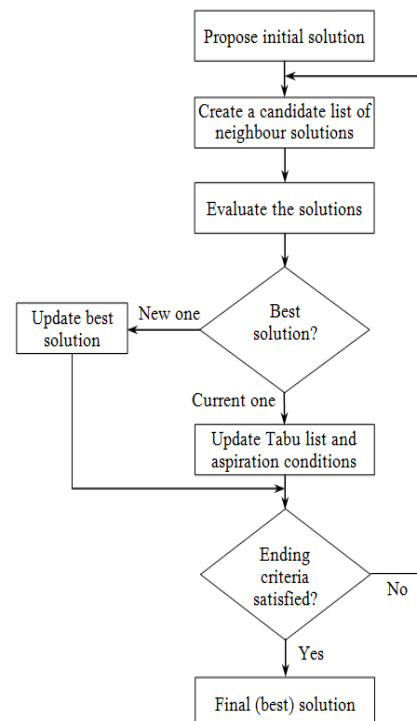 Propose initial solution
Create a candidate list of
neighbour solutions
Evaluate the solutions
Best
solution?
New one
Update best
solution
Current one
Update Tabu list and
aspiration conditions
Ending
criteria
satisfied?
No
Yes
Final (best) solution